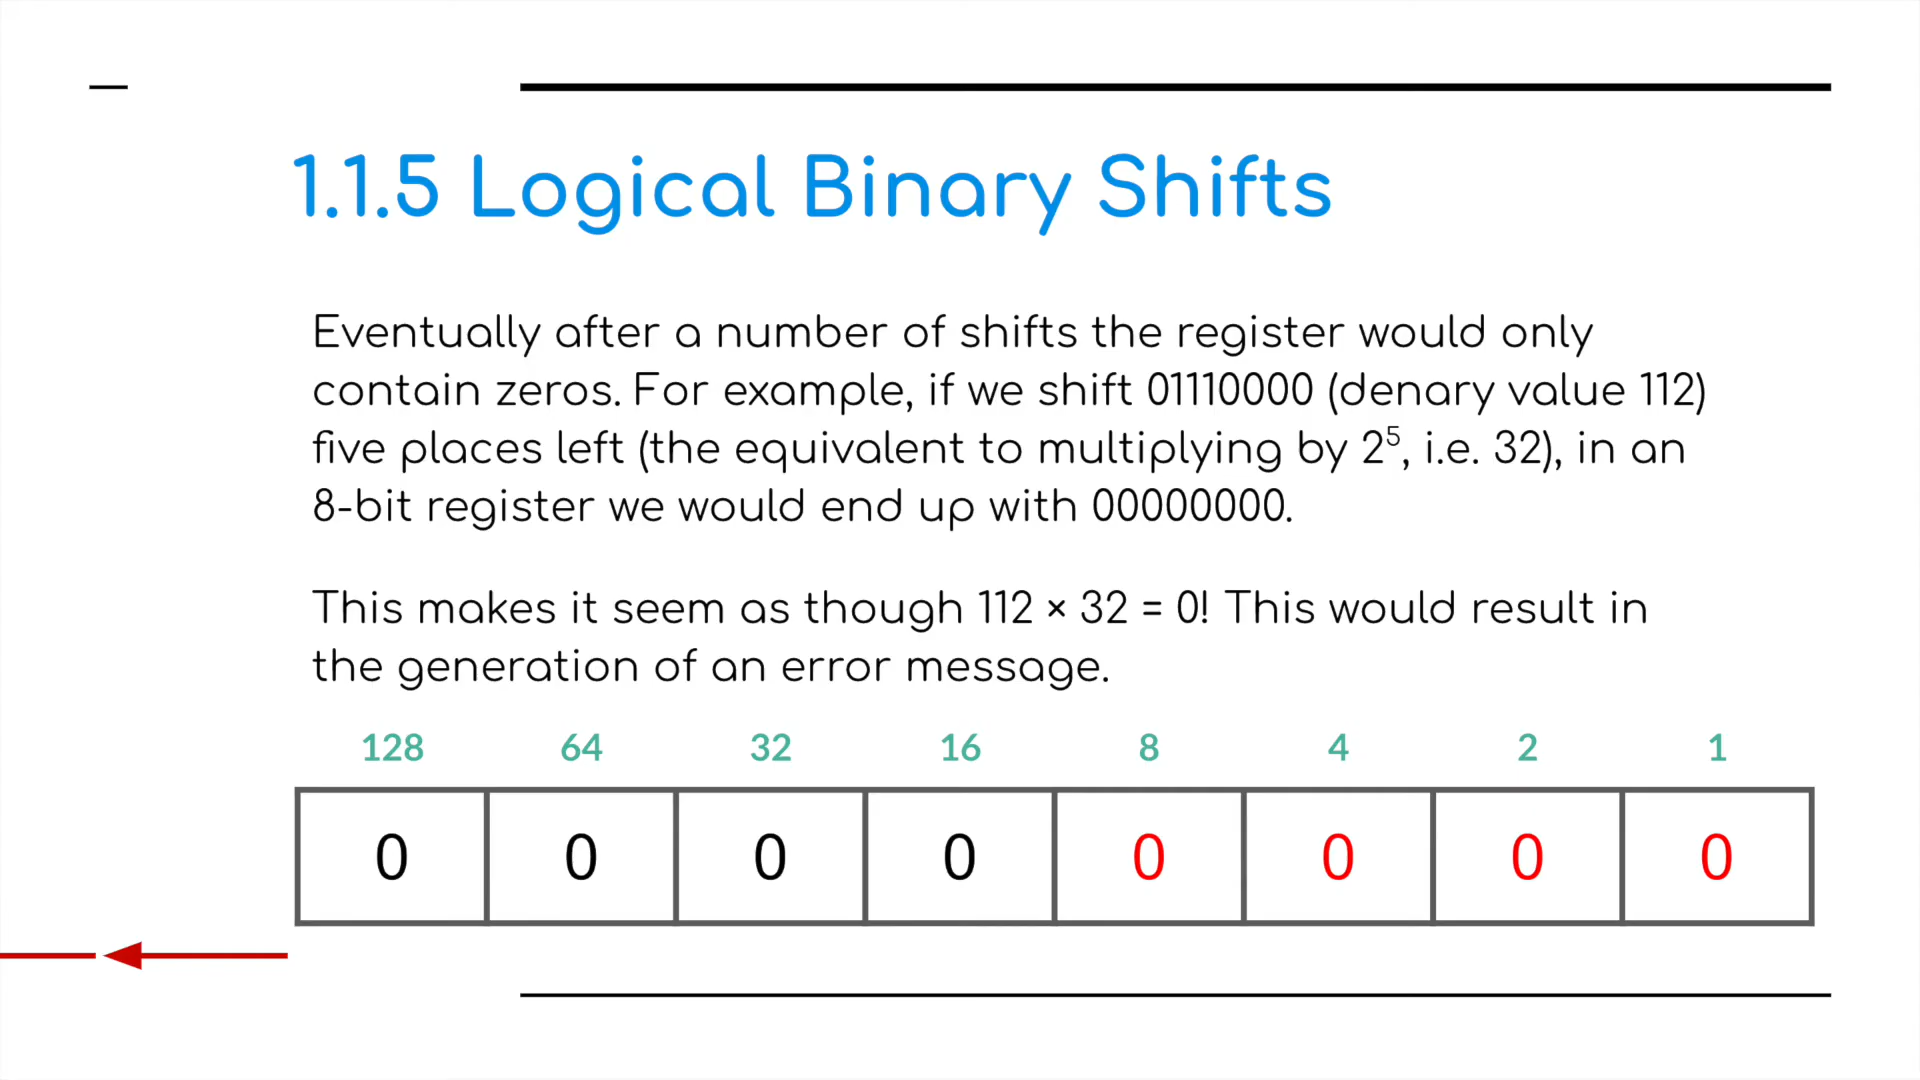 1.1.5 Logical Binary Shifts
Eventually after a number of shifts the register would only
contain zeros. For example, if we shift 01110000 (denary value 112)
five places left (the equivalent to multiplying by 2⁵, i.e. 32), in an
8-bit register we would end up with 00000000.
This makes it seem as though 112 × 32 = 0! This would result in
the generation of an error message.
128 64 32 16 8 4 2 1
0 0 0 0 0 0 0 0